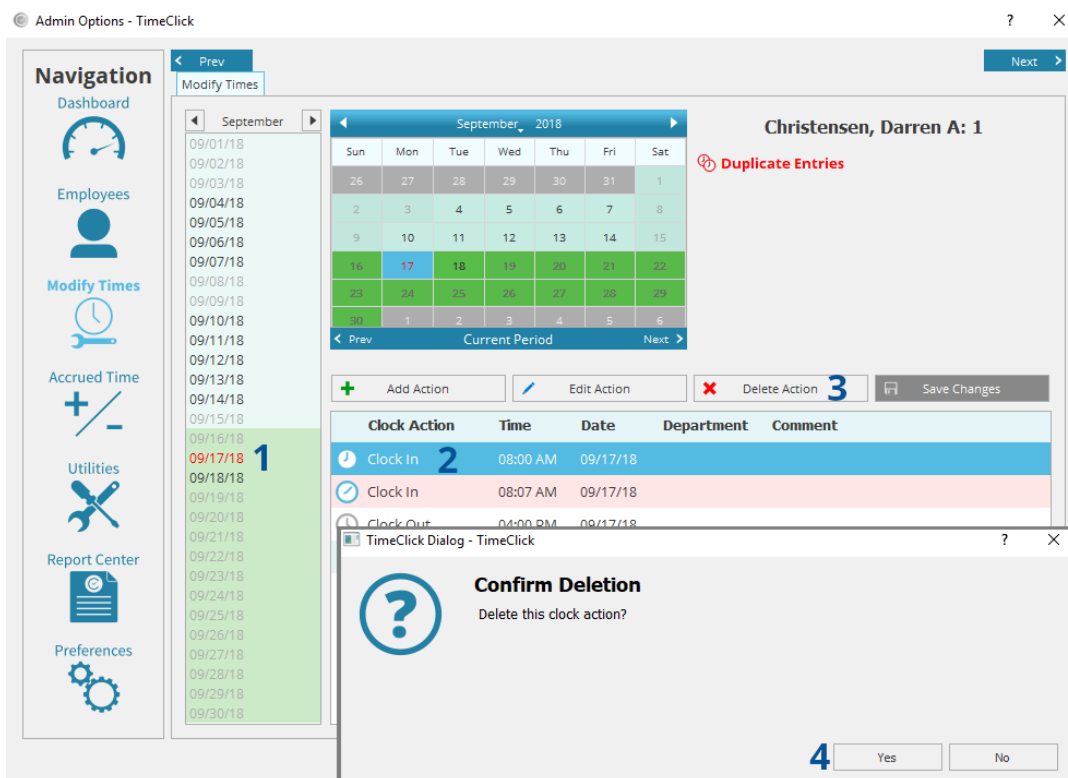 Admin Options - TimeClick
?
Navigation
Dashboard
Employees
Modify Times
Accrued Time
Utilities
Report Center
Preferences
Prev
Next
Modify Times
September
09/01/18
09/02/18
09/03/18
09/04/18
09/05/18
09/06/18
09/07/18
09/08/18
09/09/18
09/10/18
09/11/18
09/12/18
09/13/18
09/14/18
09/15/18
09/16/18
09/17/18 1
09/18/18
09/19/18
09/20/18
09/21/18
09/22/18
09/23/18
09/24/18
09/25/18
09/26/18
09/27/18
09/28/18
09/29/18
09/30/18
September 2018
Sun Mon Tue Wed Thu Fri Sat
26 27 28 29 30 31 1
2 3 4 5 6 7 8
9 10 11 12 13 14 15
16 17 18 19 20 21 22
23 24 25 26 27 28 29
30 1 2 3 4 5 6
Prev Current Period Next
Christensen, Darren A: 1
Duplicate Entries
Add Action Edit Action Delete Action 3 Save Changes
Clock Action Time Date Department Comment
Clock In 2 08:00 AM 09/17/18
Clock In 08:07 AM 09/17/18
Clock Out 04:00 PM 09/17/18
TimeClick Dialog - TimeClick
?
?
Confirm Deletion
Delete this clock action?
4 Yes No